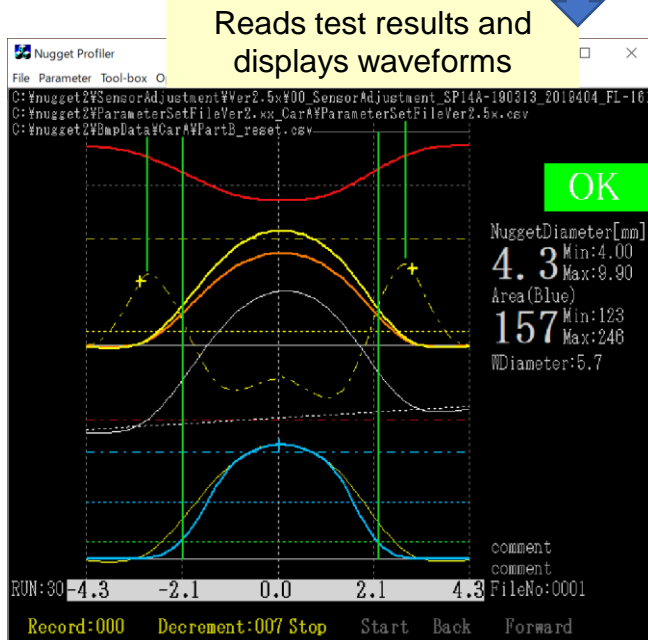 Reads test results and
displays waveforms
Nugget Profiler
File Parameter Tool-box
C:¥nugget2¥SensorAdjustment¥Ver2.5x¥00_SensorAdjustment_SP14A-190313_2019404_FL-161
C:¥nugget2¥ParameterSetFileVer2.xx_CarA¥ParameterSetFileVer2.5x.csv
C:¥nugget2¥BmpData¥CarA¥PartB_reset.csv
OK
NuggetDiameter[mm]
4.3 Min:4.00
Max:9.90
Area(Blue)
157 Min:123
Max:246
WDiameter:5.7
comment
comment
RUN:30 -4.3 -2.1 0.0 2.1 4.3 FileNo:0001
Record:000 Decrement:007 Stop Start Back Forward